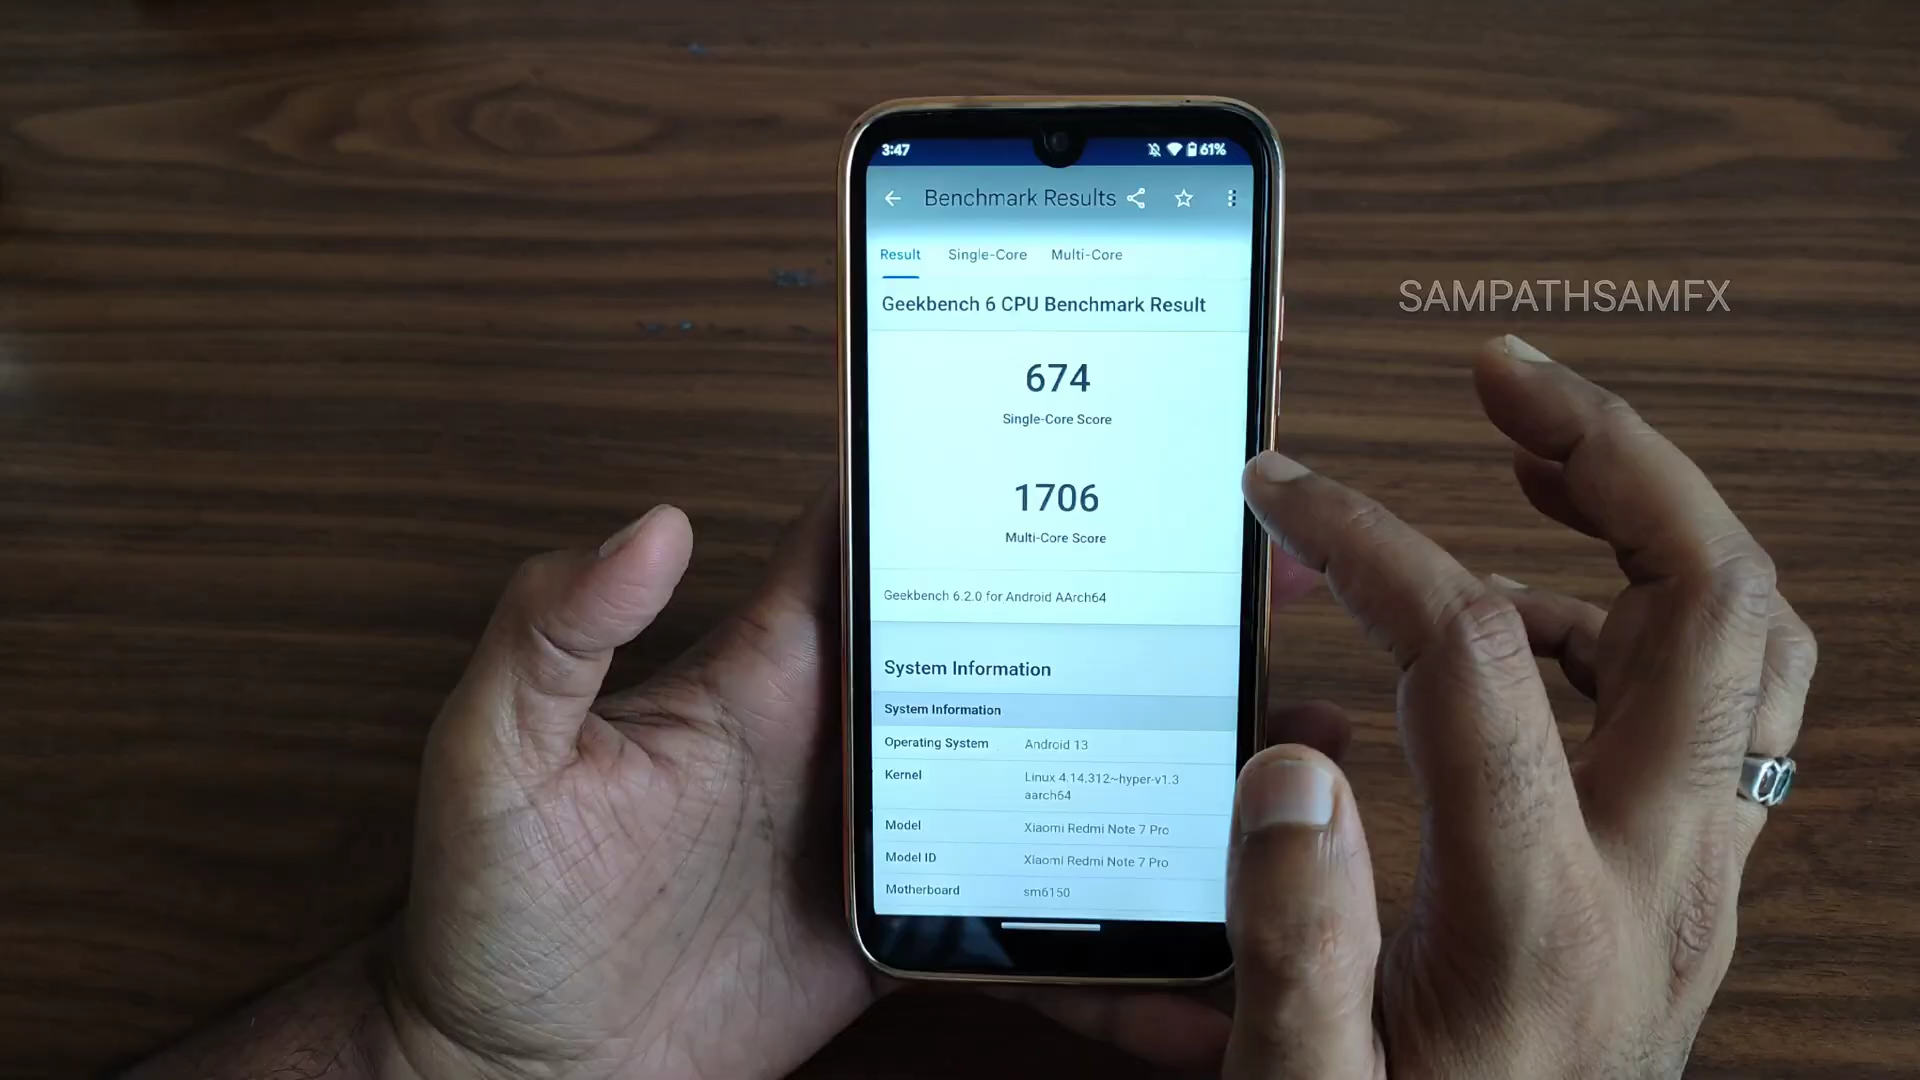 3:47 61%
Benchmark Results
Result Single-Core Multi-Core
Geekbench 6 CPU Benchmark Result
674
Single-Core Score
1706
Multi-Core Score
Geekbench 6.2.0 for Android AArch64
System Information
System Information
Operating System Android 13
Kernel Linux 4.14.312~hyper-v1.3
aarch64
Model Xiaomi Redmi Note 7 Pro
Model ID Xiaomi Redmi Note 7 Pro
Motherboard sm6150
SAMPATHSAMFX